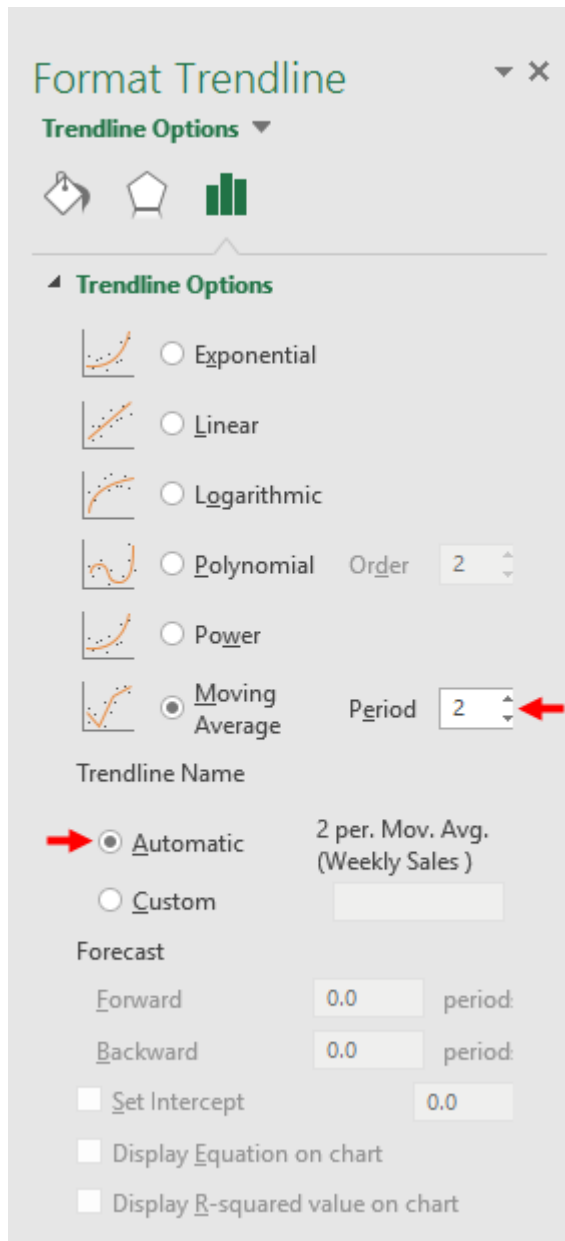 Format Trendline
Trendline Options
Trendline Options
Exponential
Linear
Logarithmic
Polynomial Order 2
Power
Moving
Average Period 2
Trendline Name
Automatic 2 per. Mov. Avg.
(Weekly Sales )
Custom
Forecast
Forward 0.0 period
Backward 0.0 period
Set Intercept 0.0
Display Equation on chart
Display R-squared value on chart